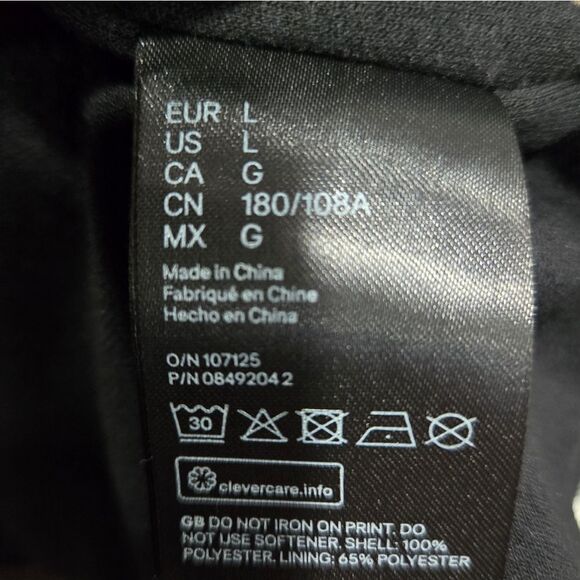 EUR L
US L
CA G
CN 180/108A
MX G
Made in China
Fabriqué en Chine
Hecho en China
O/N 107125
P/N 0849204 2
30
clevercare.info
GB DO NOT IRON ON PRINT. DO
NOT USE SOFTENER. SHELL: 100%
POLYESTER. LINING: 65% POLYESTER